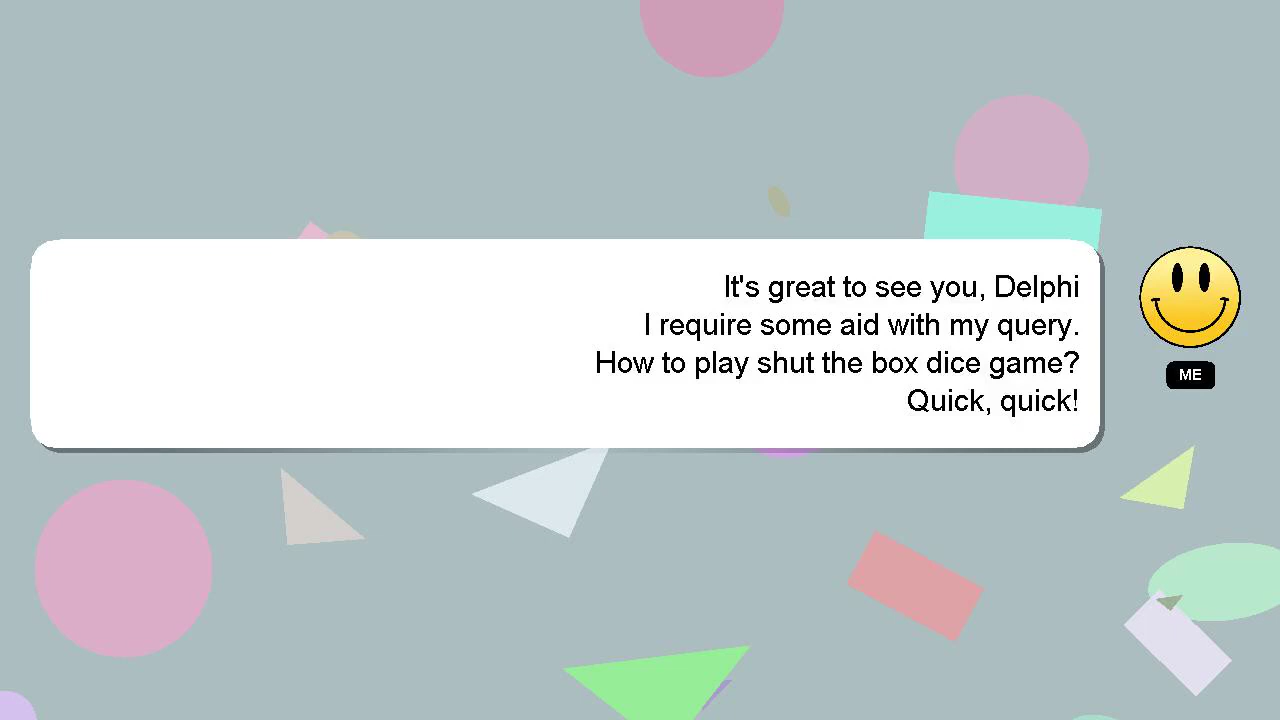 It's great to see you, Delphi
I require some aid with my query.
How to play shut the box dice game?
Quick, quick!
ME